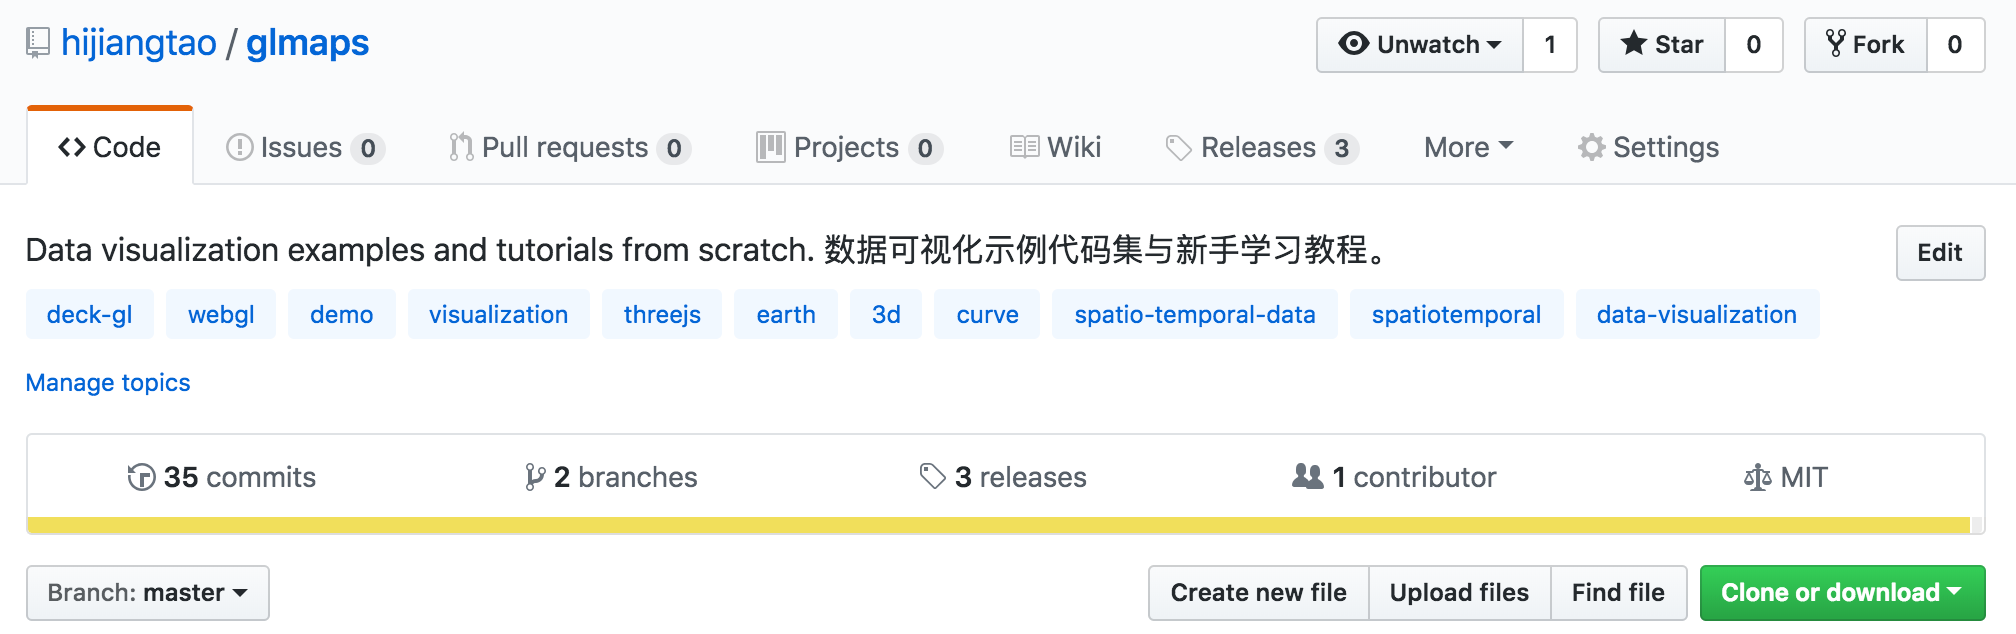 hijiangtao / glmaps Unwatch 1 Star 0 Fork 0
Code Issues 0 Pull requests 0 Projects 0 Wiki Releases 3 More Settings
Data visualization examples and tutorials from scratch. 数据可视化示例代码集与新手学习教程。 Edit
deck-gl webgl demo visualization threejs earth 3d curve spatio-temporal-data spatiotemporal data-visualization
Manage topics
35 commits 2 branches 3 releases 1 contributor MIT
Branch: master Create new file Upload files Find file Clone or download